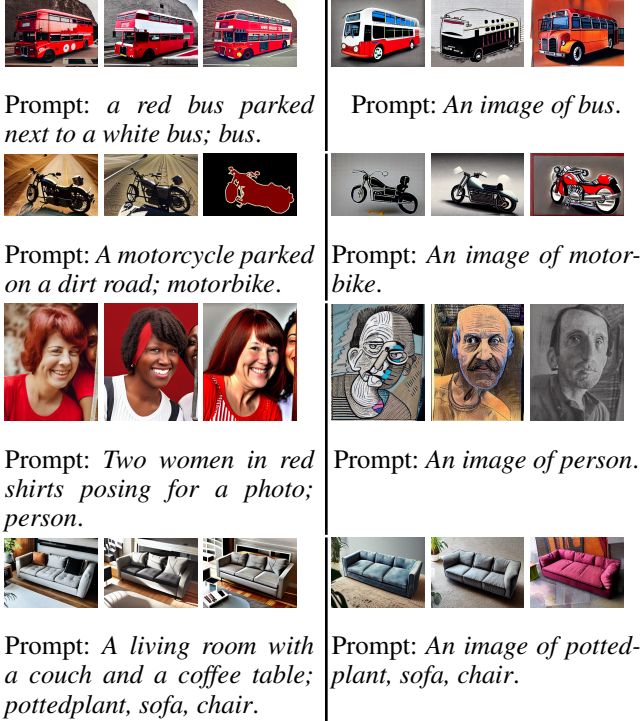 Prompt: a red bus parked
next to a white bus; bus.
Prompt: An image of bus.
Prompt: A motorcycle parked
on a dirt road; motorbike.
Prompt: An image of motor-
bike.
Prompt: Two women in red
shirts posing for a photo;
person.
Prompt: An image of person.
Prompt: A living room with
a couch and a coffee table;
pottedplant, sofa, chair.
Prompt: An image of potted-
plant, sofa, chair.